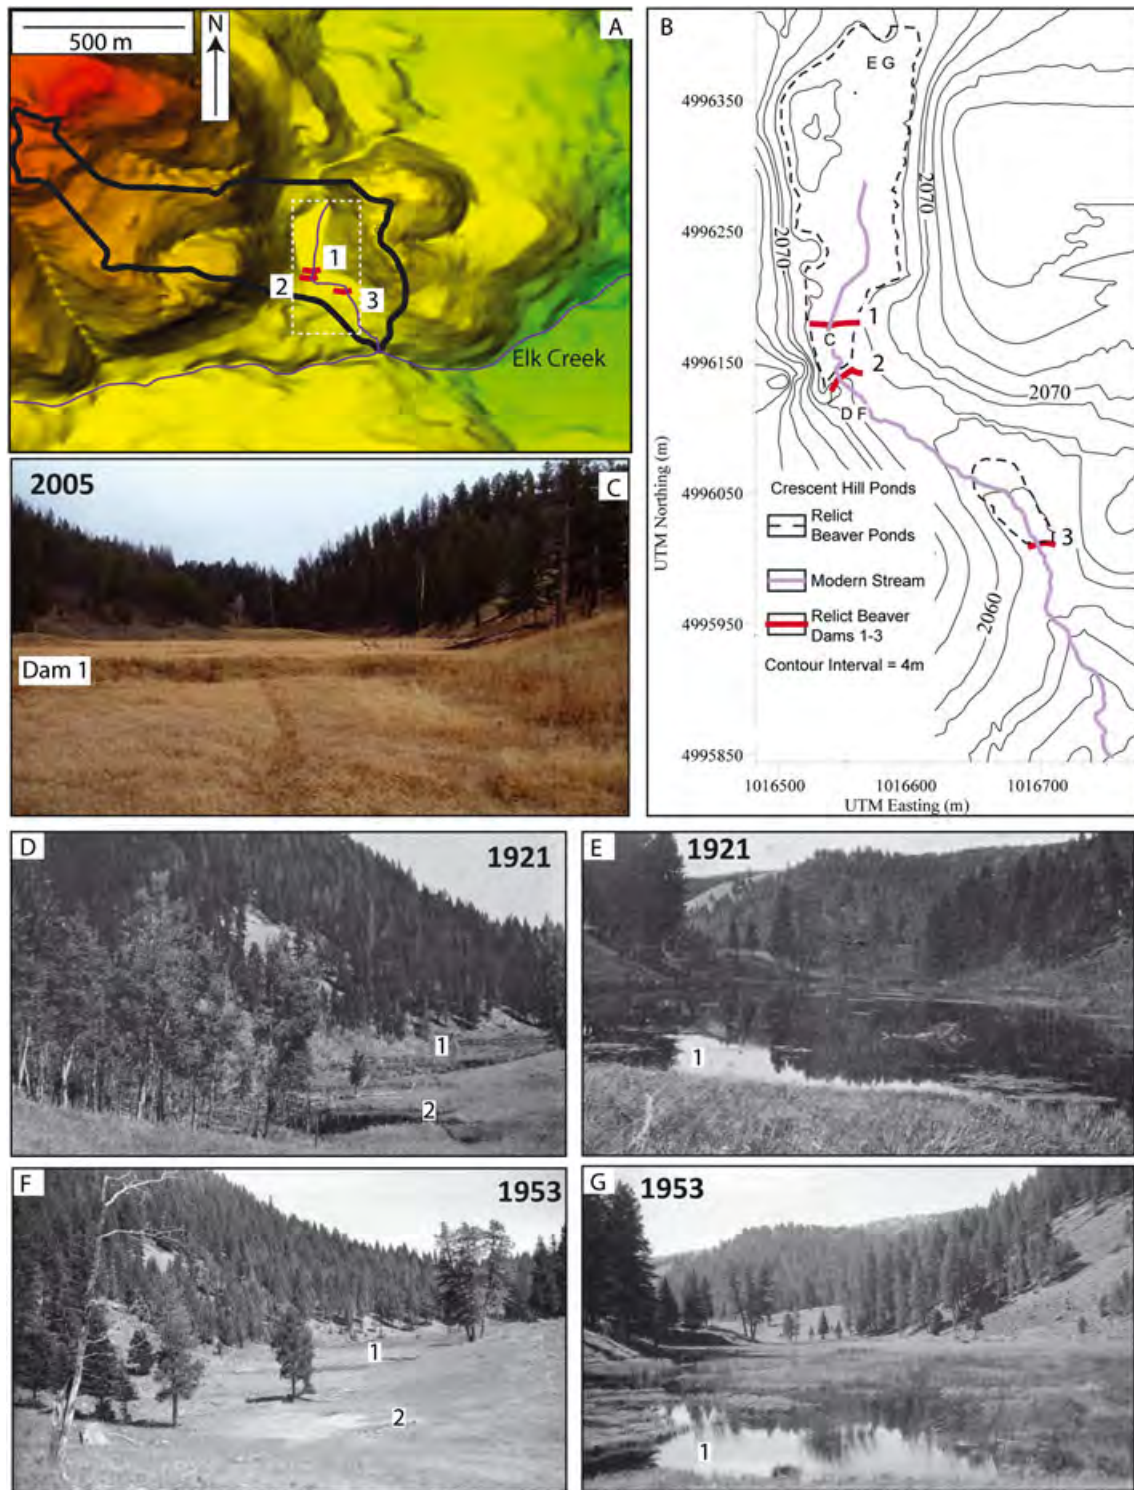 500 m
N
A
1
2
3
Elk Creek
B
E G
4996350
2070
4996250
2070
1
C
4996150
2
2070
D F
UTM Northing (m)
4996050
Crescent Hill Ponds
Relict
Beaver Ponds
3
Modern Stream
2060
4995950
Relict Beaver
Dams 1-3
Contour Interval = 4m
4995850
1016500
1016600
1016700
UTM Easting (m)
2005
C
Dam 1
D
1921
1
2
E
1921
1
F
1953
1
2
G
1953
1